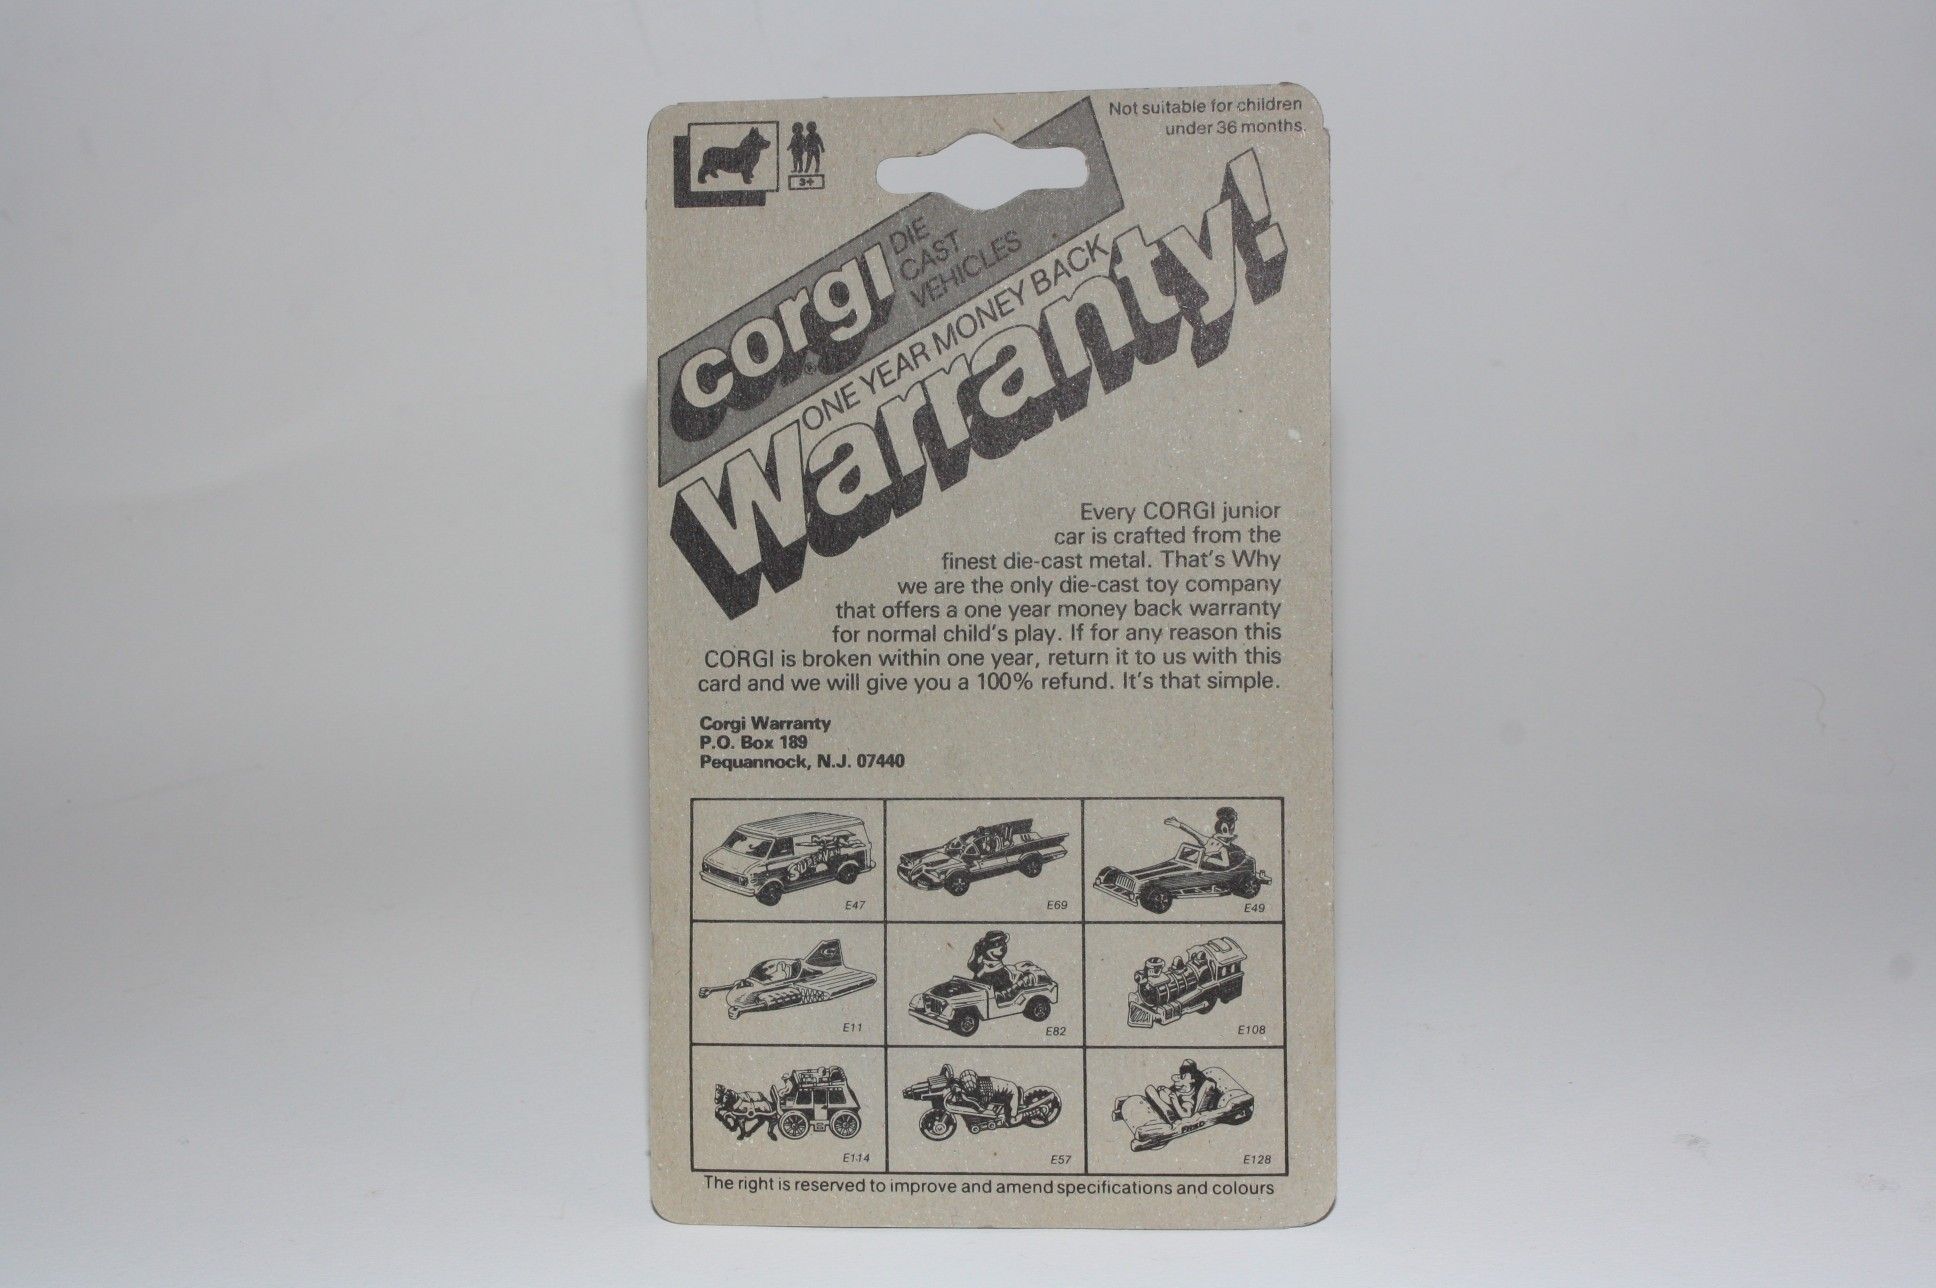 Not suitable for children
under 36 months.
3+
corgi
DIE
CAST
VEHICLES
ONE YEAR MONEY BACK
Warranty!
Every CORGI junior
car is crafted from the
finest die-cast metal. That's Why
we are the only die-cast toy company
that offers a one year money back warranty
for normal child's play. If for any reason this
CORGI is broken within one year, return it to us with this
card and we will give you a 100% refund. It's that simple.
Corgi Warranty
P.O. Box 189
Pequannock, N.J. 07440
SUPERVAN
E47
E69
E49
E11
E82
E108
E114
E57
FRED
E128
The right is reserved to improve and amend specifications and colours